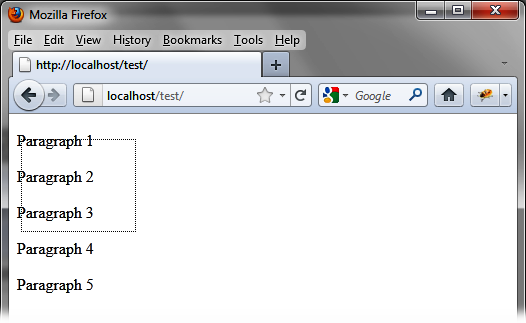 Mozilla Firefox
File Edit View History Bookmarks Tools Help
http://localhost/test/
localhost/test/ Google
Paragraph 1
Paragraph 2
Paragraph 3
Paragraph 4
Paragraph 5